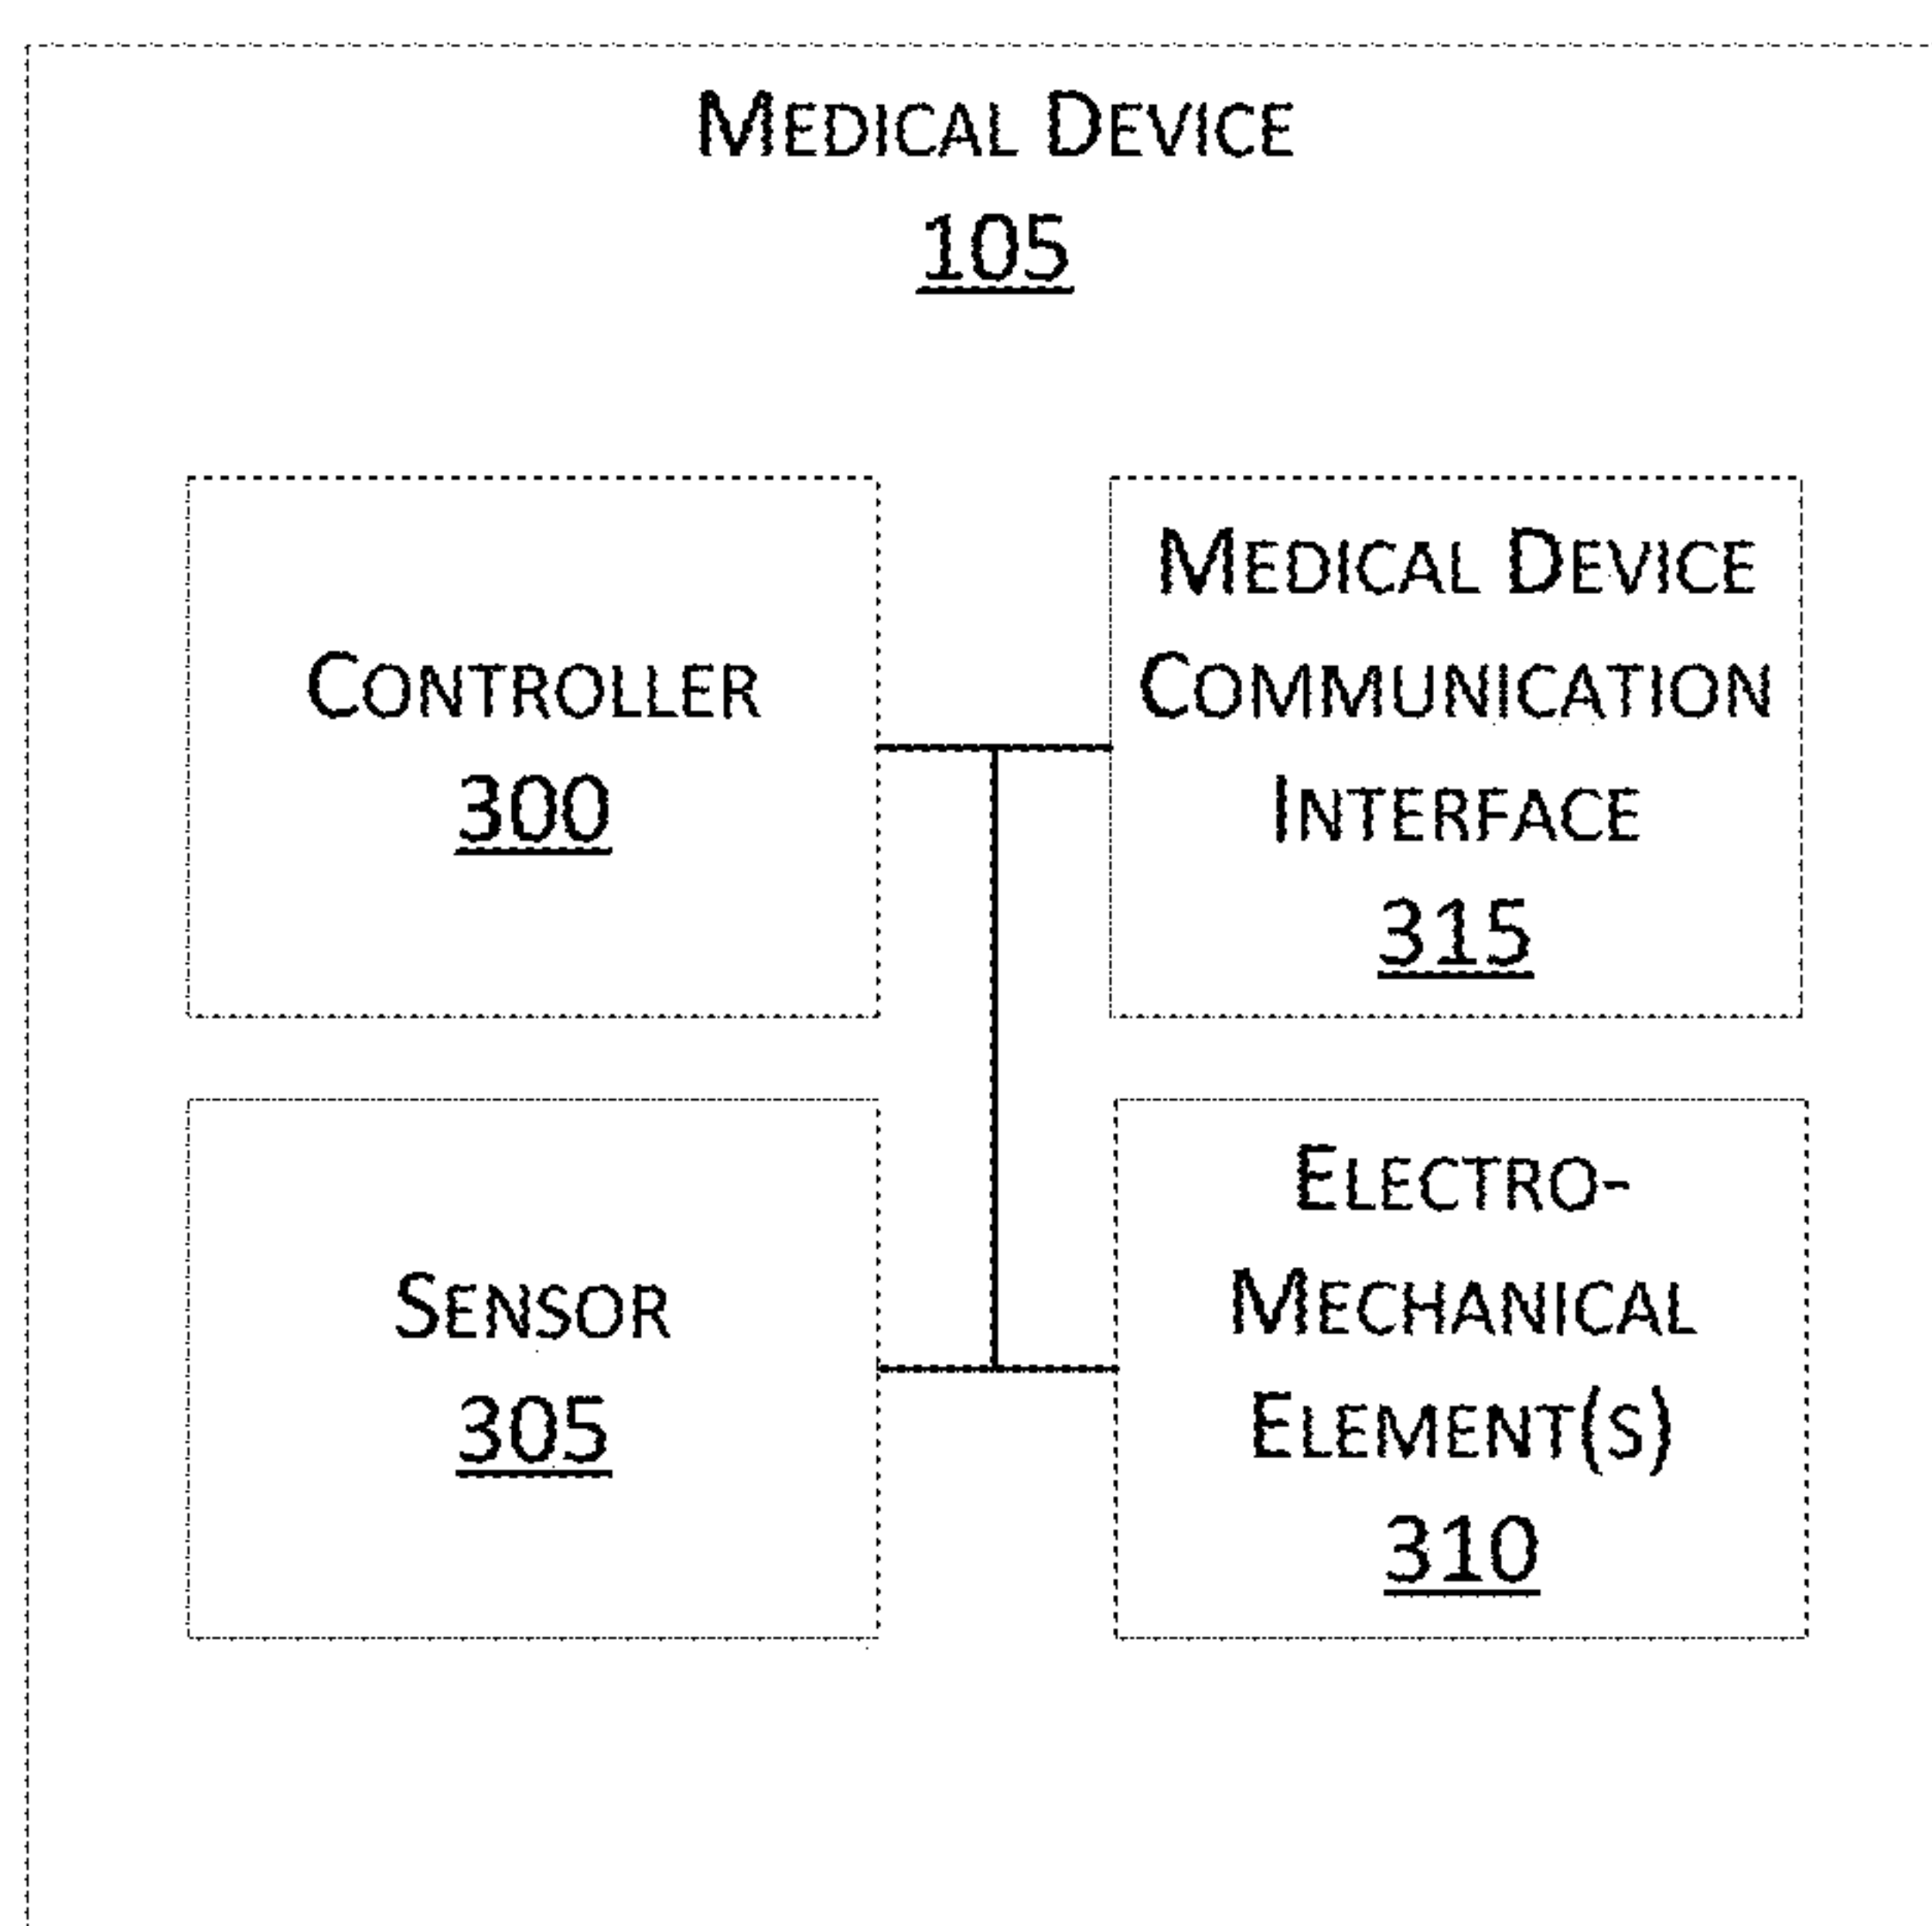 MEDICAL DEVICE
105
CONTROLLER
300
MEDICAL DEVICE
COMMUNICATION
INTERFACE
315
SENSOR
305
ELECTRO-
MECHANICAL
ELEMENT(S)
310